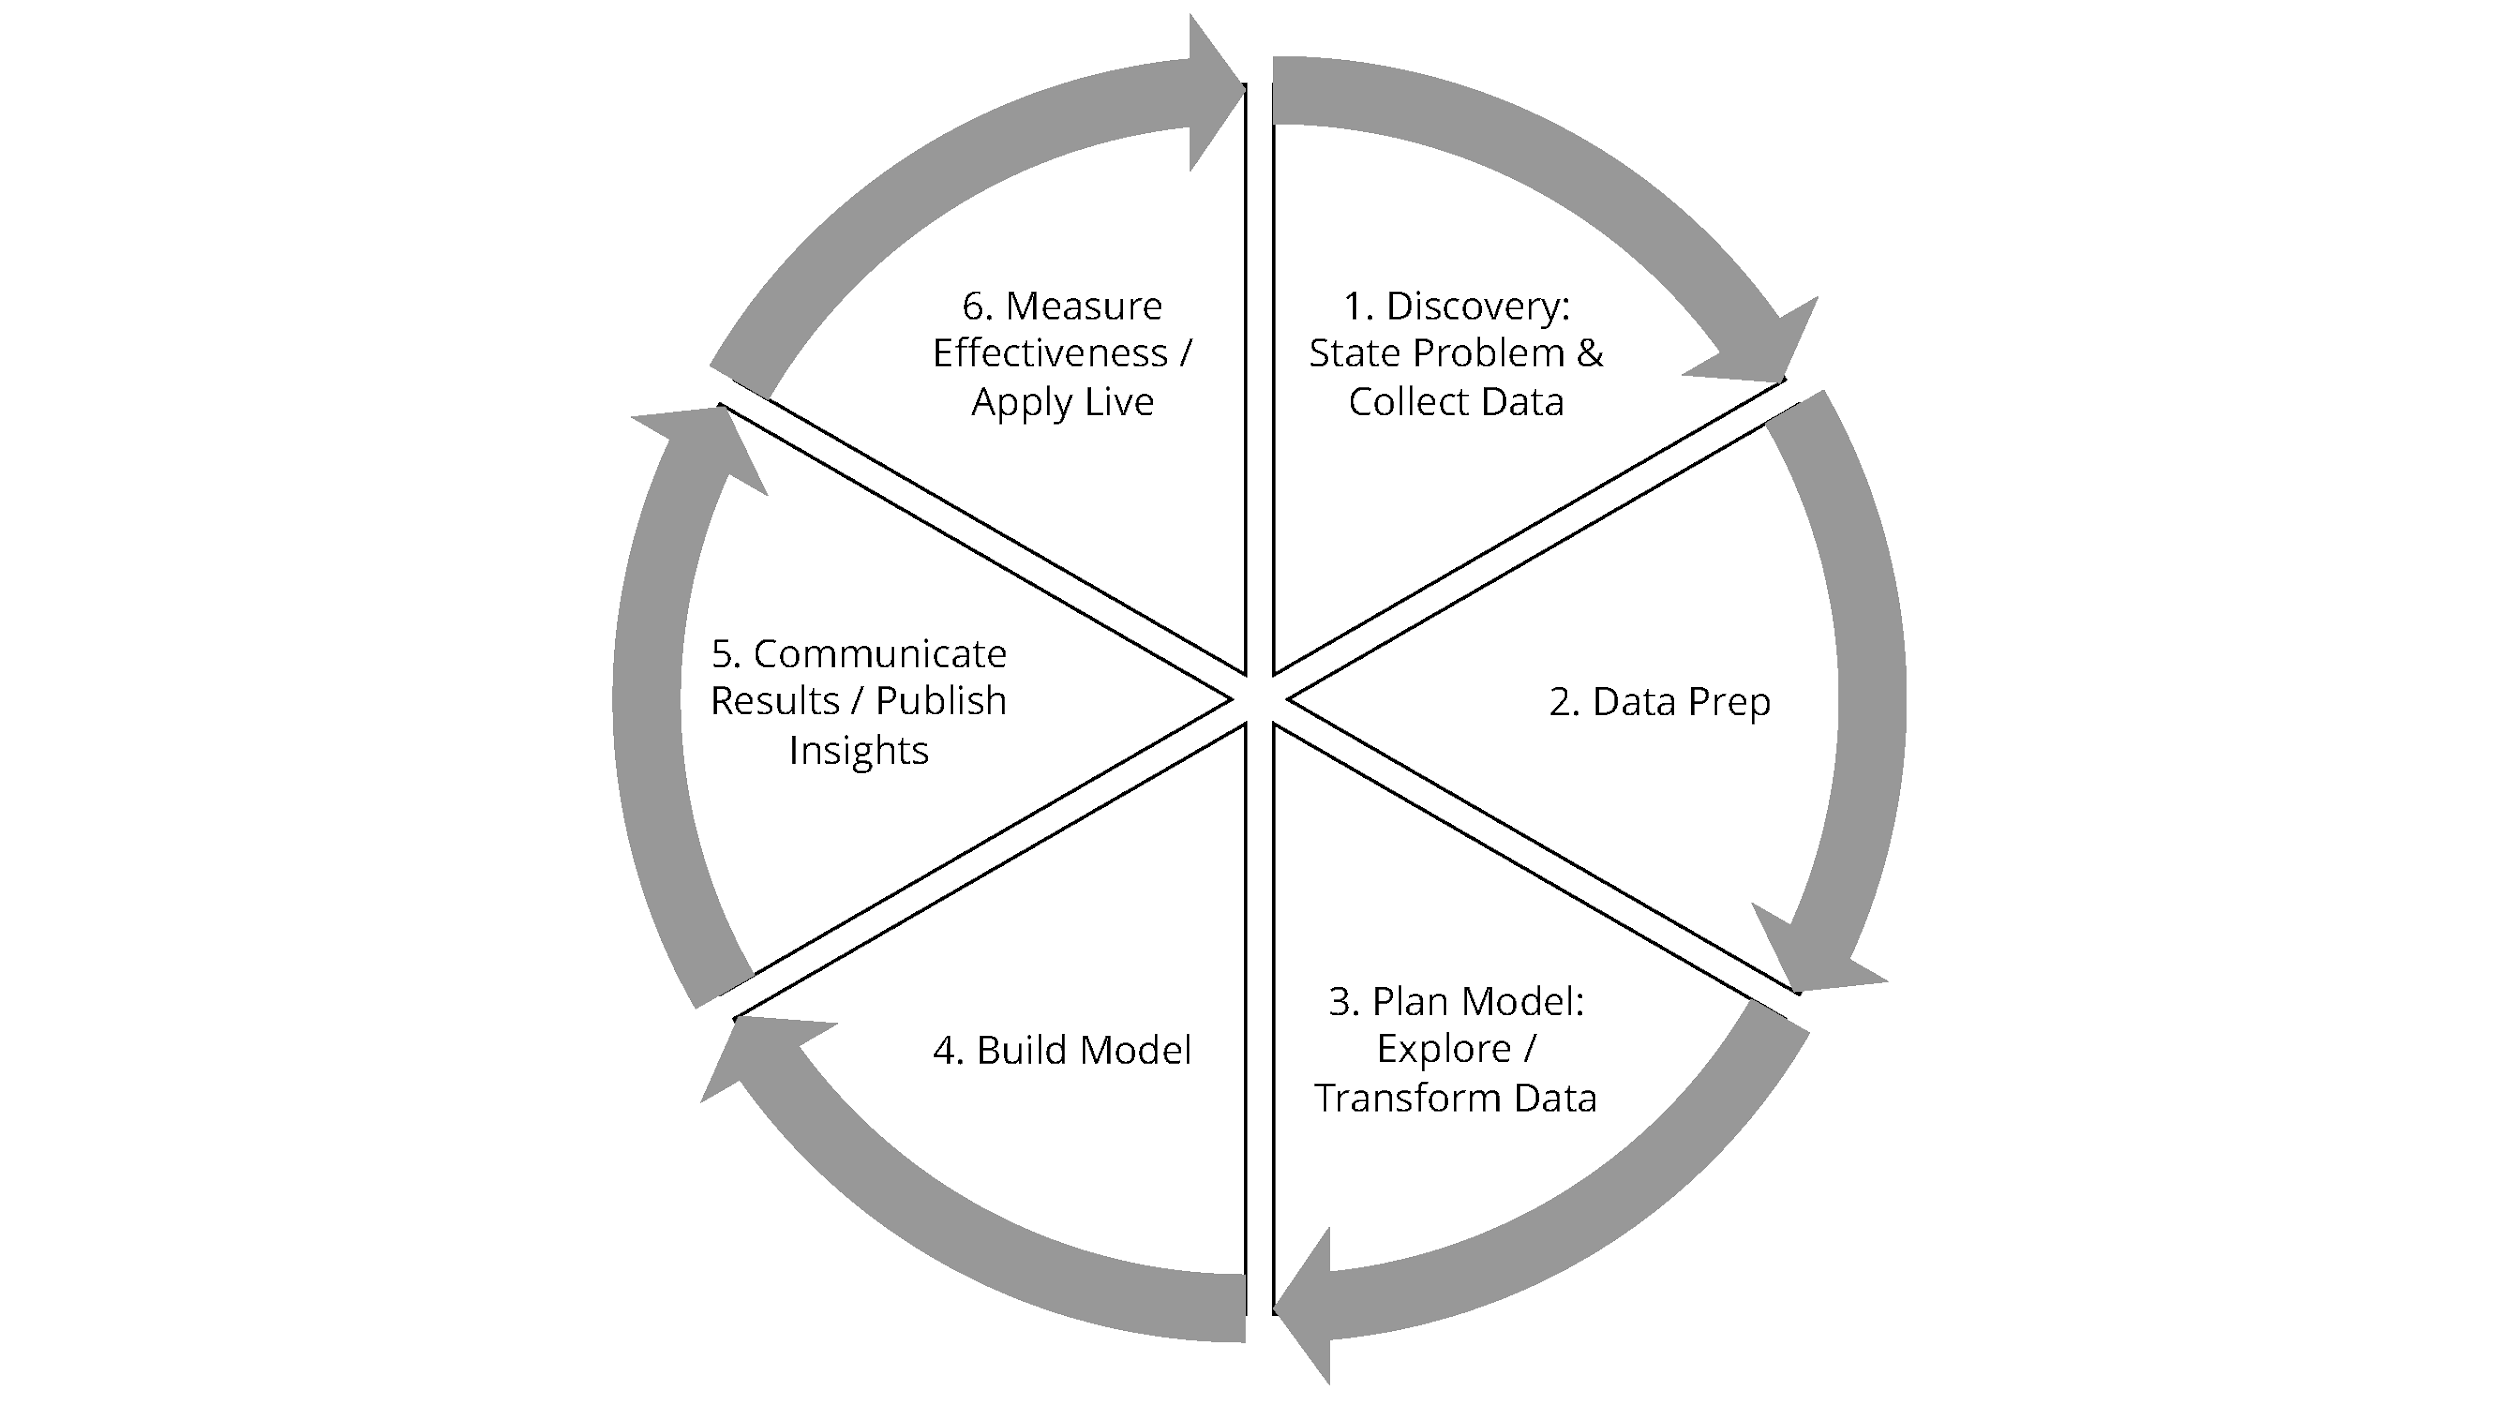 1. Discovery:
State Problem &
Collect Data
2. Data Prep
3. Plan Model:
Explore /
Transform Data
4. Build Model
5. Communicate
Results / Publish
Insights
6. Measure
Effectiveness /
Apply Live